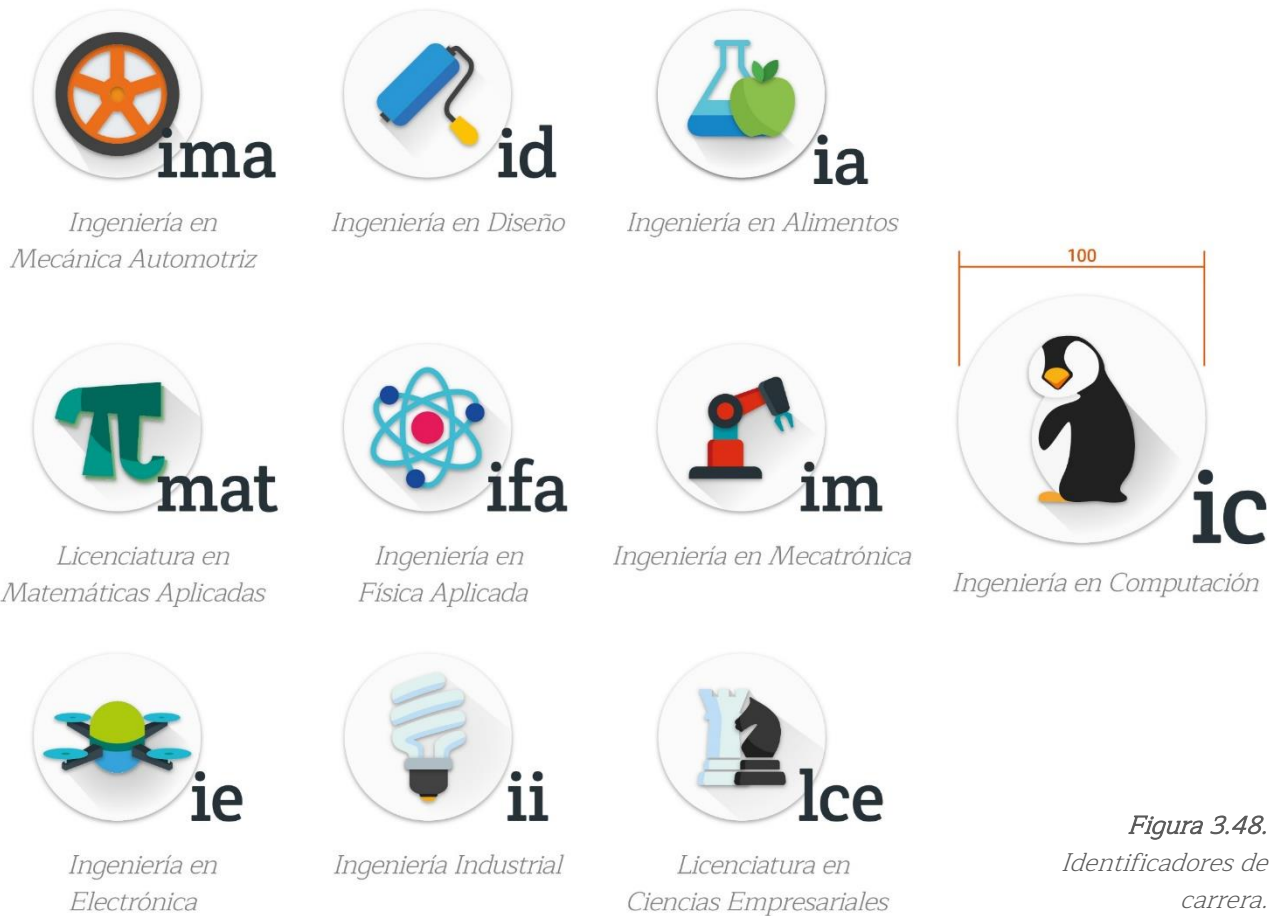 ima
Ingeniería en
Mecánica Automotriz
id
Ingeniería en Diseño
ia
Ingeniería en Alimentos
mat
Licenciatura en
Matemáticas Aplicadas
ifa
Ingeniería en
Física Aplicada
im
Ingeniería en Mecatrónica
100
ic
Ingeniería en Computación
ie
Ingeniería en
Electrónica
ii
Ingeniería Industrial
lce
Licenciatura en
Ciencias Empresariales
Figura 3.48.
Identificadores de
carrera.